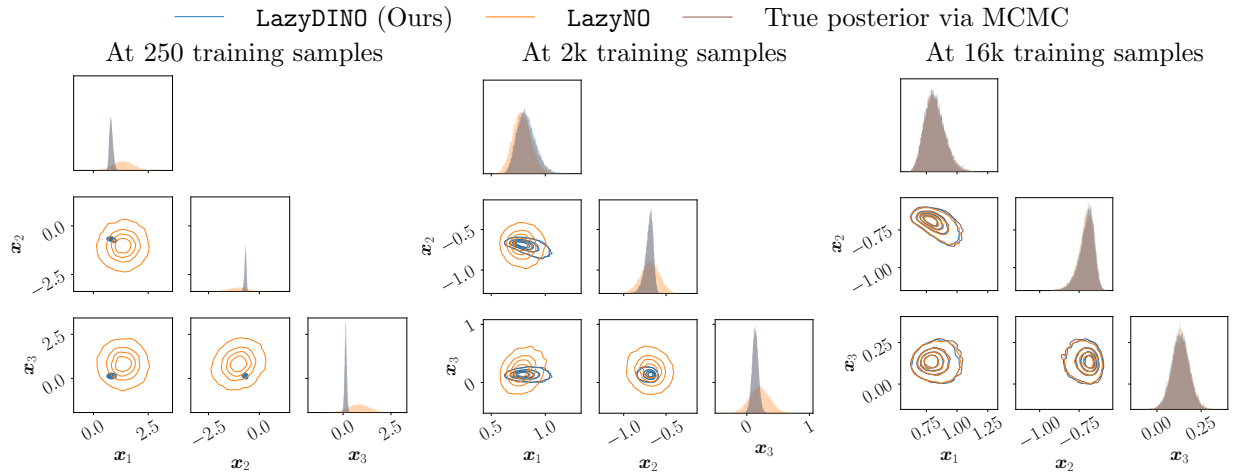 LazyDINO (Ours) LazyNO True posterior via MCMC
At 250 training samples
At 2k training samples
At 16k training samples
x₂
0.0
−2.5
x₃
2.5
0.0
0.0 2.5
−2.5 0.0
0.0 2.5
x₁
x₂
x₃
x₂
−0.5
−1.0
x₃
1
0
0.5 1.0
−1.0 −0.5
0 1
x₁
x₂
x₃
x₂
−0.75
−1.00
x₃
0.25
0.00
0.75 1.00 1.25
−1.00 −0.75
0.00 0.25
x₁
x₂
x₃